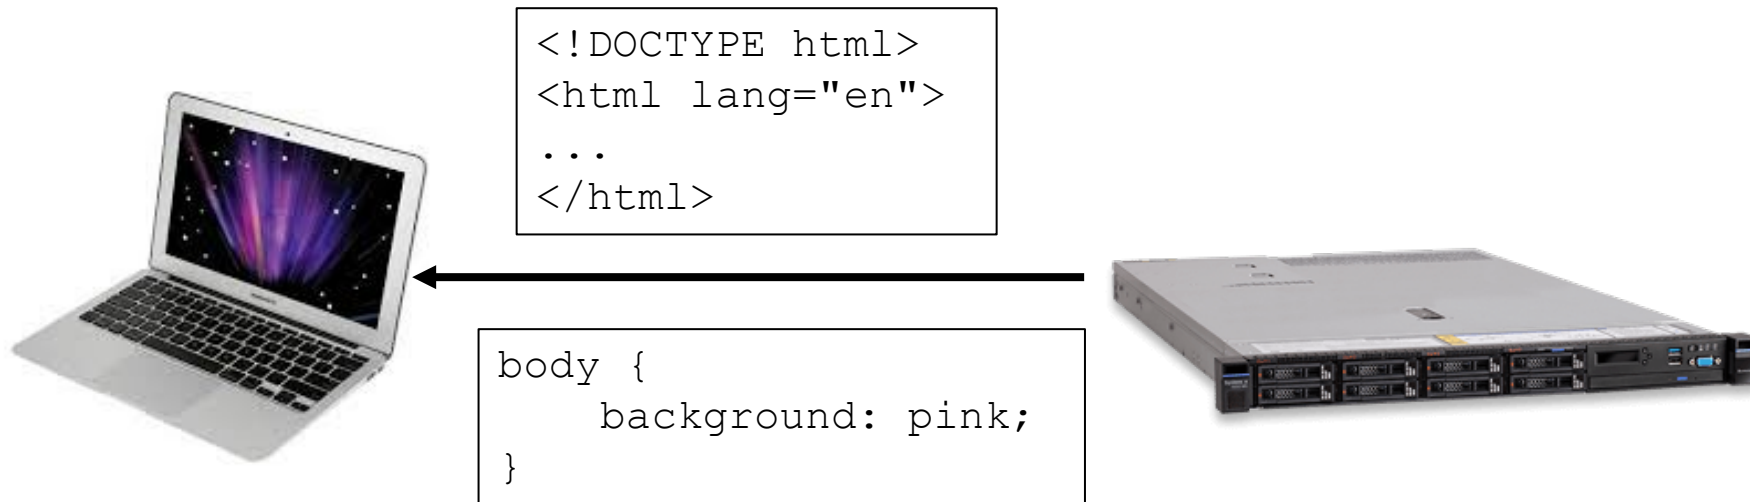 <!DOCTYPE html>
<html lang="en">
...
</html>
body {
    background: pink;
}